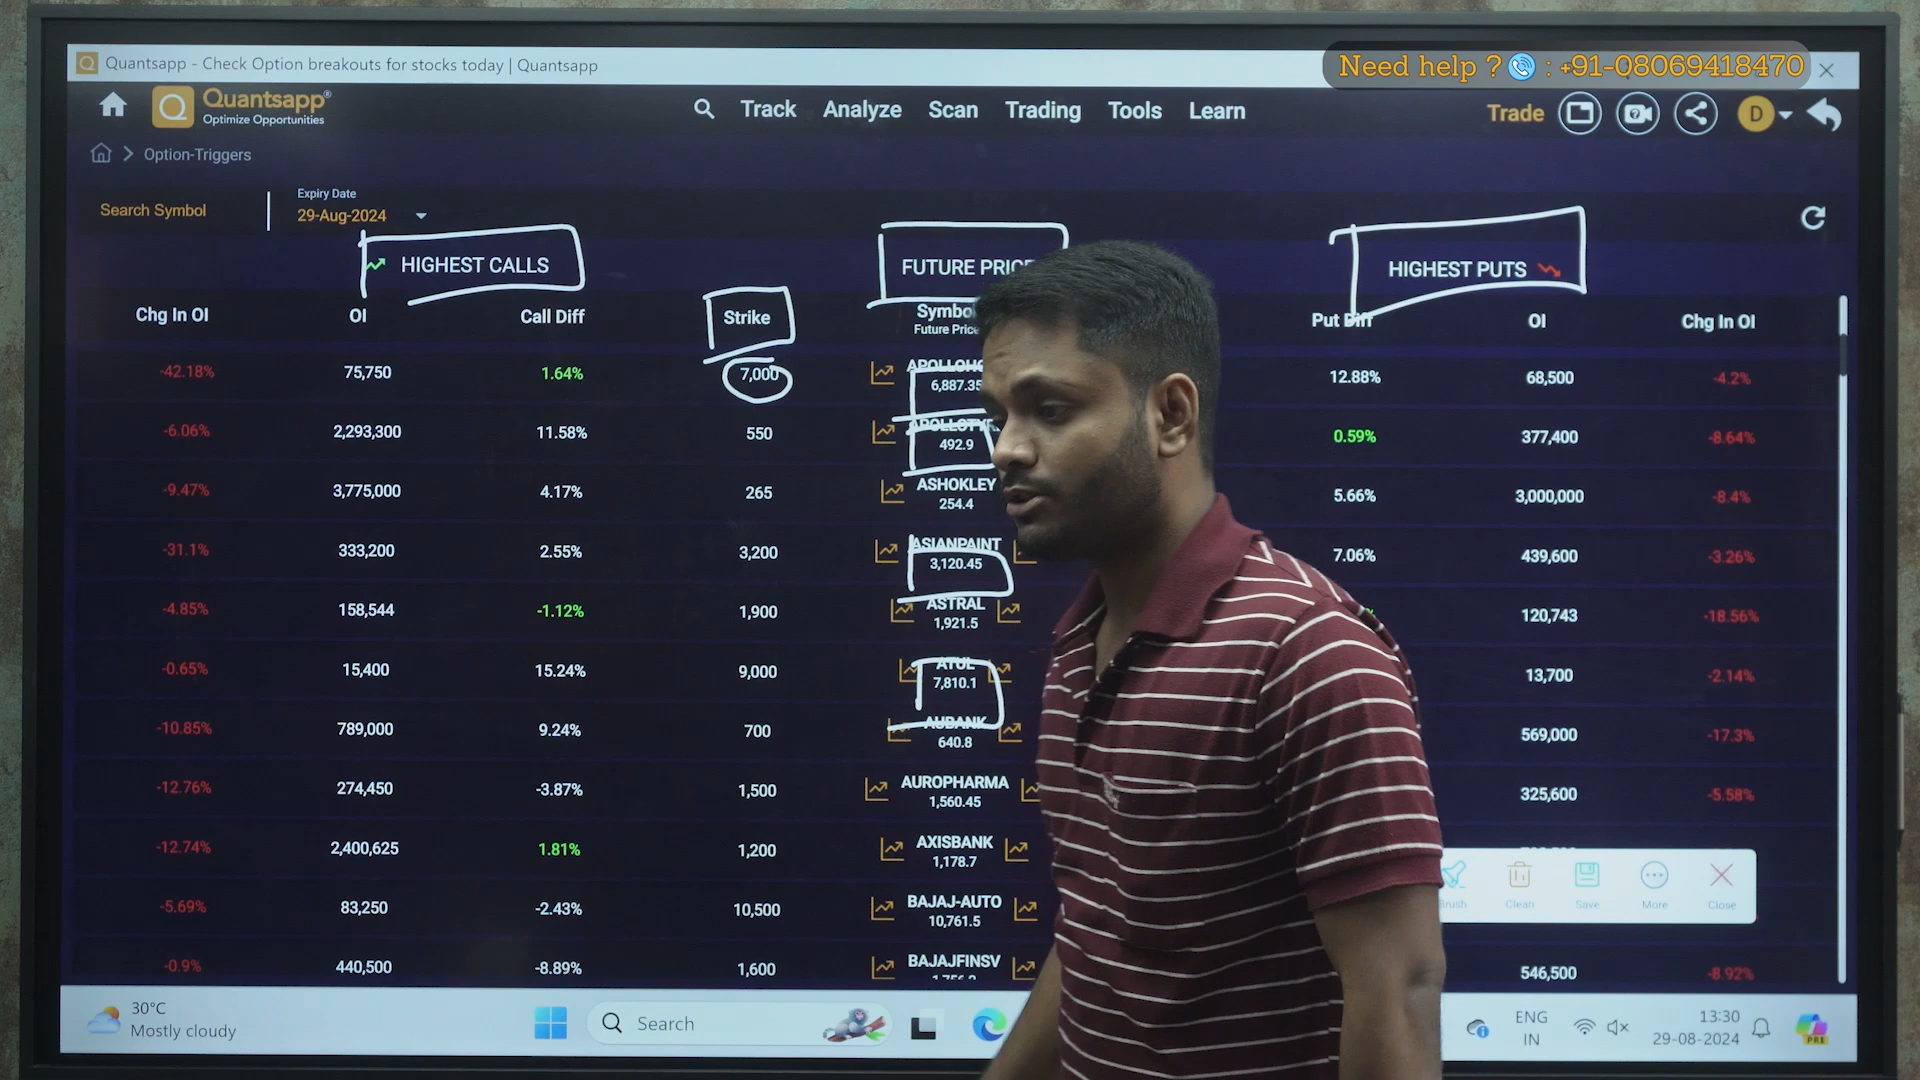 Quantsapp - Check Option breakouts for stocks today | Quantsapp
Need help ? : +91-08069418470
Quantsapp®
Optimize Opportunities
Track Analyze Scan Trading Tools Learn
Trade
D
Option-Triggers
Search Symbol
Expiry Date
29-Aug-2024
HIGHEST CALLS
HIGHEST PUTS
Chg In OI OI Call Diff Strike Put Diff OI Chg In OI
-42.18% 75,750 1.64% 7,000 6,887.35 12.88% 68,500 -4.2%
-6.06% 2,293,300 11.58% 550 492.9 0.59% 377,400 -8.64%
-9.47% 3,775,000 4.17% 265 ASHOKLEY 254.4 5.66% 3,000,000 -8.4%
-31.1% 333,200 2.55% 3,200 ASIANPAINT 3,120.45 7.06% 439,600 -3.26%
-4.85% 158,544 -1.12% 1,900 ASTRAL 1,921.5 120,743 -18.56%
-0.65% 15,400 15.24% 9,000 ATUL 7,810.1 13,700 -2.14%
-10.85% 789,000 9.24% 700 AUBANK 640.8 569,000 -17.3%
-12.76% 274,450 -3.87% 1,500 AUROPHARMA 1,560.45 325,600 -5.58%
-12.74% 2,400,625 1.81% 1,200 AXISBANK 1,178.7
-5.69% 83,250 -2.43% 10,500 BAJAJ-AUTO 10,761.5
-0.9% 440,500 -8.89% 1,600 BAJAJFINSV 546,500 -8.92%
Brush Clean Save More Close
30°C
Mostly cloudy
Search
ENG
IN
13:30
29-08-2024
PRE